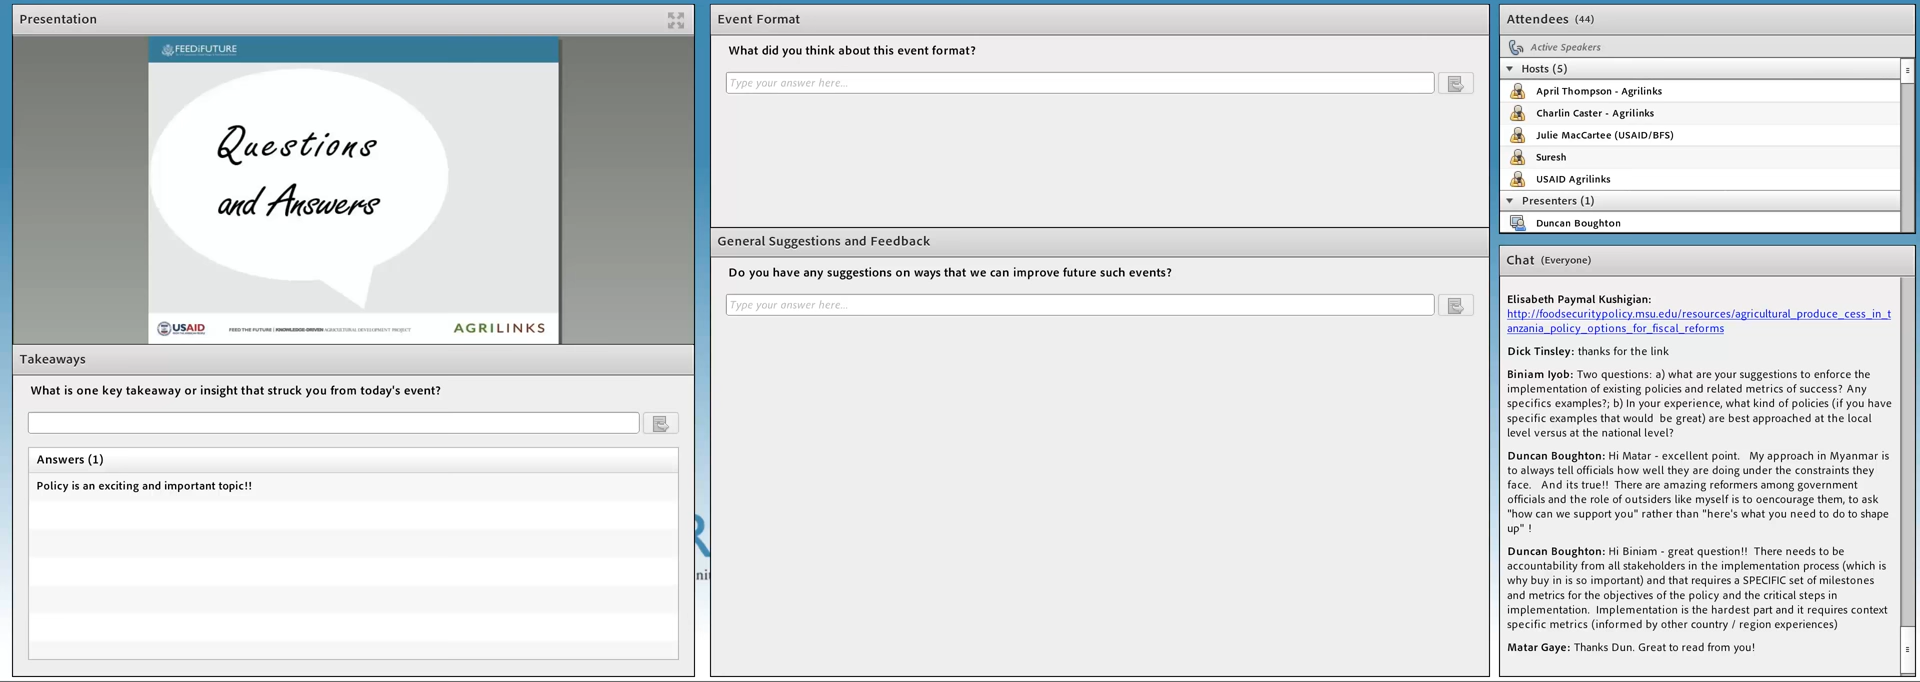 Presentation
FEEDtheFUTURE
Questions
and Answers
USAID
FEED THE FUTURE | KNOWLEDGE-DRIVEN AGRICULTURAL DEVELOPMENT PROJECT
AGRILINKS
Takeaways
What is one key takeaway or insight that struck you from today's event?
Answers (1)
Policy is an exciting and important topic!!
Event Format
What did you think about this event format?
Type your answer here...
General Suggestions and Feedback
Do you have any suggestions on ways that we can improve future such events?
Type your answer here...
Attendees (44)
Active Speakers
Hosts (5)
April Thompson - Agrilinks
Charlin Caster - Agrilinks
Julie MacCartee (USAID/BFS)
Suresh
USAID Agrilinks
Presenters (1)
Duncan Boughton
Chat (Everyone)
Elisabeth Paymal Kushigian:
http://foodsecuritypolicy.msu.edu/resources/agricultural_produce_cess_in_t
anzania_policy_options_for_fiscal_reforms
Dick Tinsley: thanks for the link
Biniam Iyob: Two questions: a) what are your suggestions to enforce the
implementation of existing policies and related metrics of success? Any
specifics examples?; b) In your experience, what kind of policies (if you have
specific examples that would be great) are best approached at the local
level versus at the national level?
Duncan Boughton: Hi Matar - excellent point. My approach in Myanmar is
to always tell officials how well they are doing under the constraints they
face. And its true!! There are amazing reformers among government
officials and the role of outsiders like myself is to oencourage them, to ask
"how can we support you" rather than "here's what you need to do to shape
up" !
Duncan Boughton: Hi Biniam - great question!! There needs to be
accountability from all stakeholders in the implementation process (which is
why buy in is so important) and that requires a SPECIFIC set of milestones
and metrics for the objectives of the policy and the critical steps in
implementation. Implementation is the hardest part and it requires context
specific metrics (informed by other country / region experiences)
Matar Gaye: Thanks Dun. Great to read from you!